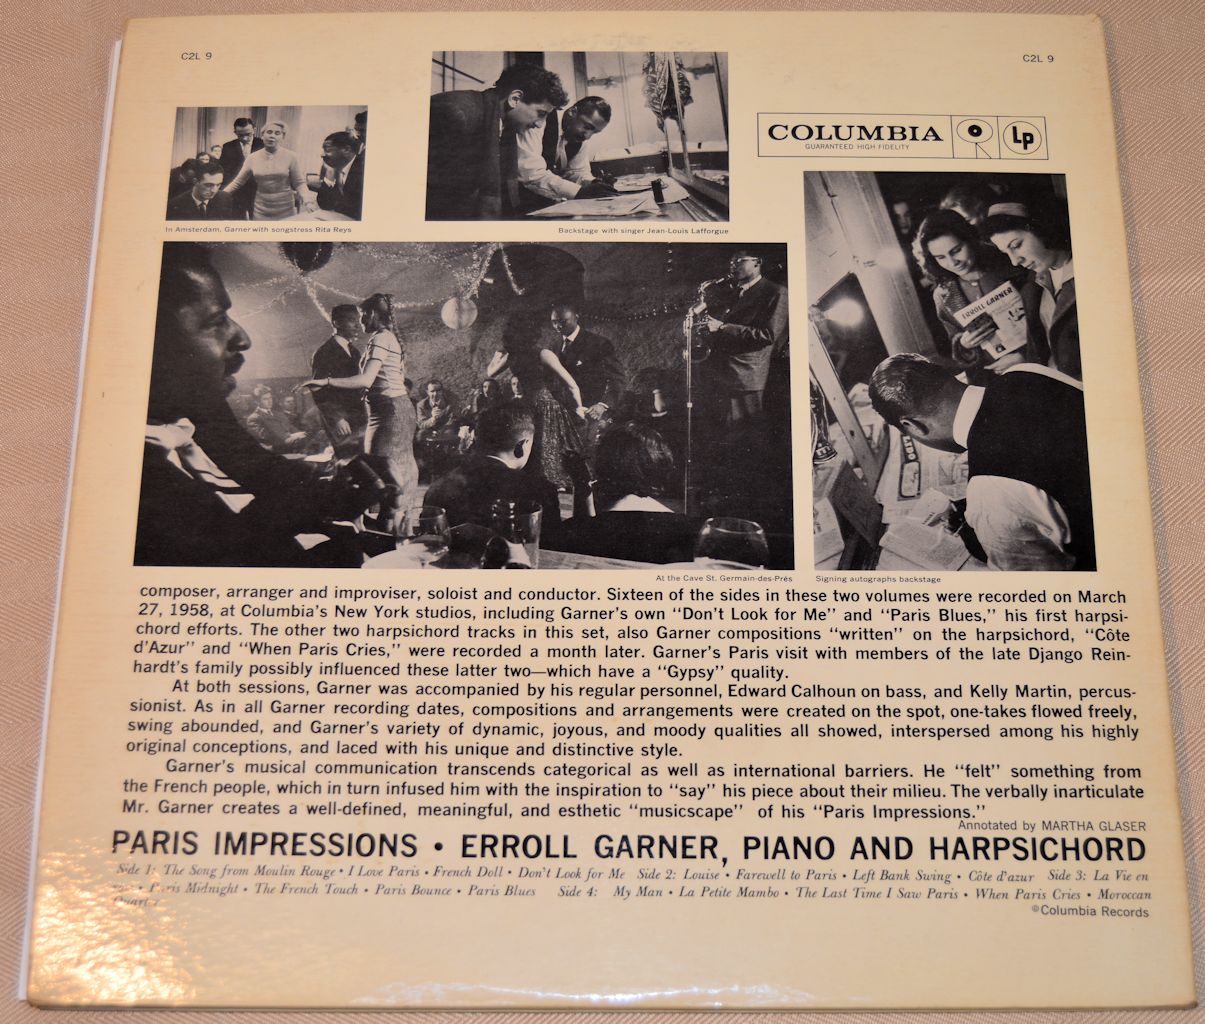 C2L 9
C2L 9
COLUMBIA
GUARANTEED HIGH FIDELITY
Lp
In Amsterdam, Garner with songstress Rita Reys
Backstage with singer Jean-Louis Lafforgue
ERROLL GARNER
At the Cave St. Germain-des-Prés
Signing autographs backstage
composer, arranger and improviser, soloist and conductor. Sixteen of the sides in these two volumes were recorded on March
27, 1958, at Columbia's New York studios, including Garner's own "Don't Look for Me" and "Paris Blues," his first harpsi-
chord efforts. The other two harpsichord tracks in this set, also Garner compositions "written" on the harpsichord, "Côte
d'Azur" and "When Paris Cries," were recorded a month later. Garner's Paris visit with members of the late Django Rein-
hardt's family possibly influenced these latter two—which have a "Gypsy" quality.
At both sessions, Garner was accompanied by his regular personnel, Edward Calhoun on bass, and Kelly Martin, percus-
sionist. As in all Garner recording dates, compositions and arrangements were created on the spot, one-takes flowed freely,
swing abounded, and Garner's variety of dynamic, joyous, and moody qualities all showed, interspersed among his highly
original conceptions, and laced with his unique and distinctive style.
Garner's musical communication transcends categorical as well as international barriers. He "felt" something from
the French people, which in turn infused him with the inspiration to "say" his piece about their milieu. The verbally inarticulate
Mr. Garner creates a well-defined, meaningful, and esthetic "musicscape" of his "Paris Impressions."
Annotated by MARTHA GLASER
PARIS IMPRESSIONS • ERROLL GARNER, PIANO AND HARPSICHORD
Side 1: The Song from Moulin Rouge • I Love Paris • French Doll • Don't Look for Me Side 2: Louise • Farewell to Paris • Left Bank Swing • Côte d'azur Side 3: La Vie en
• Paris Midnight • The French Touch • Paris Bounce • Paris Blues Side 4: My Man • La Petite Mambo • The Last Time I Saw Paris • When Paris Cries • Moroccan
Quarter
©Columbia Records